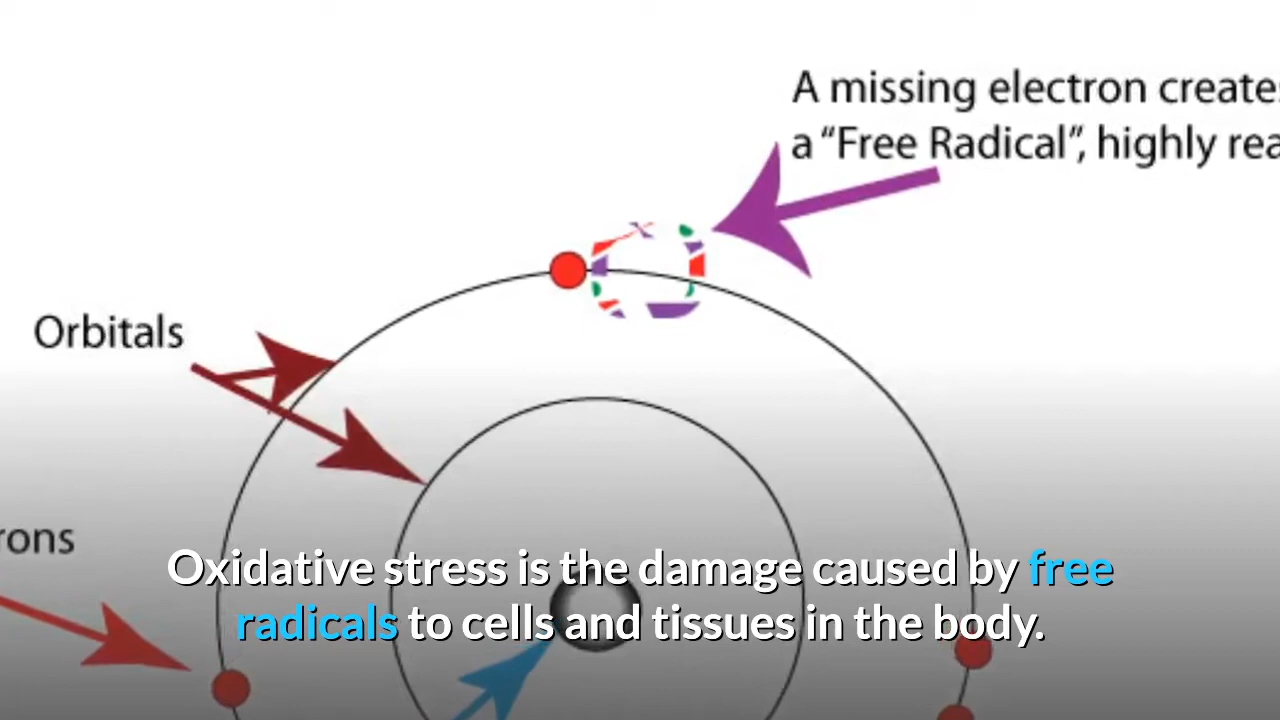 A missing electron create
a “Free Radical”, highly rea
Orbitals
rons
Oxidative stress is the damage caused by free
radicals to cells and tissues in the body.